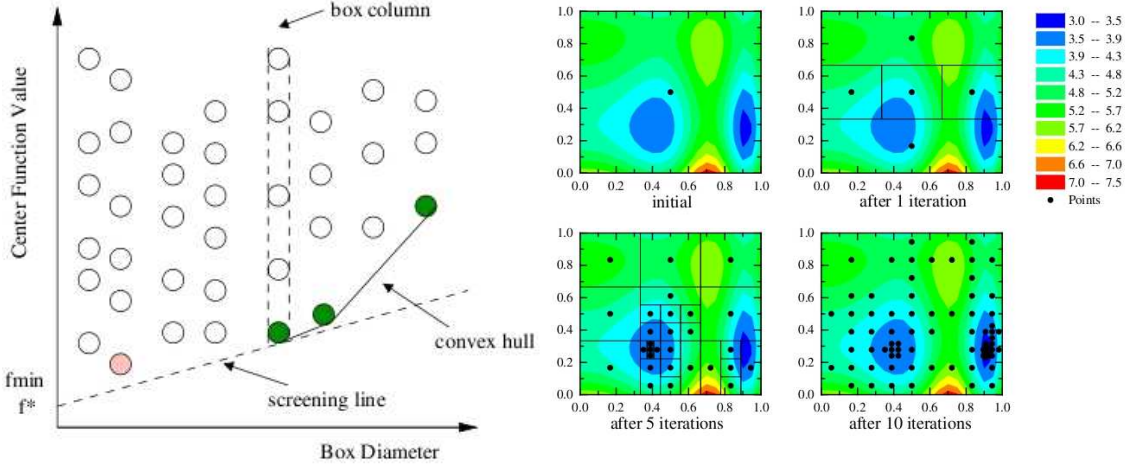 box column
Center Function Value
convex hull
fmin
f*
screening line
Box Diameter
1.0
0.8
0.6
0.4
0.2
0.0
0.0 0.2 0.4 0.6 0.8 1.0
initial
1.0
0.8
0.6
0.4
0.2
0.0
0.0 0.2 0.4 0.6 0.8 1.0
after 1 iteration
3.0 -- 3.5
3.5 -- 3.9
3.9 -- 4.3
4.3 -- 4.8
4.8 -- 5.2
5.2 -- 5.7
5.7 -- 6.2
6.2 -- 6.6
6.6 -- 7.0
7.0 -- 7.5
Points
1.0
0.8
0.6
0.4
0.2
0.0
0.0 0.2 0.4 0.6 0.8 1.0
after 5 iterations
1.0
0.8
0.6
0.4
0.2
0.0
0.0 0.2 0.4 0.6 0.8 1.0
after 10 iterations